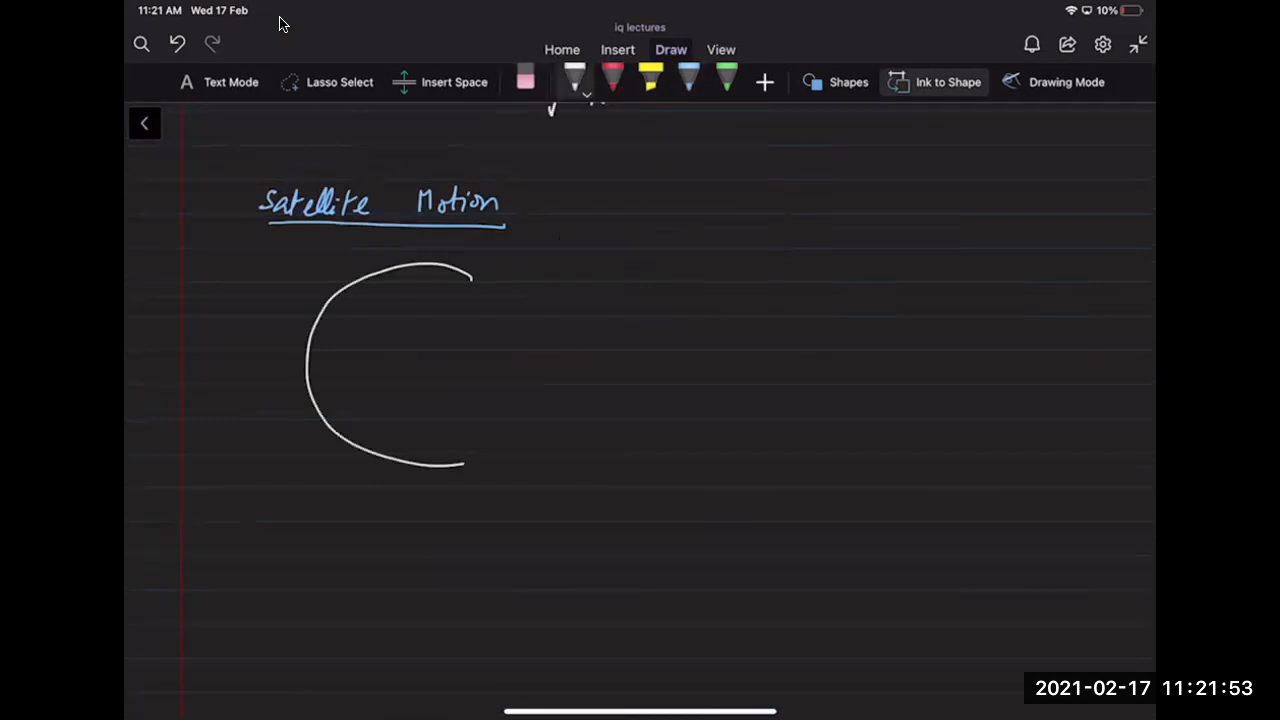 11:21 AM Wed 17 Feb
10%
iq lectures
Home Insert Draw View
A Text Mode Lasso Select Insert Space Shapes Ink to Shape Drawing Mode
Satellite Motion
2021-02-17 11:21:53